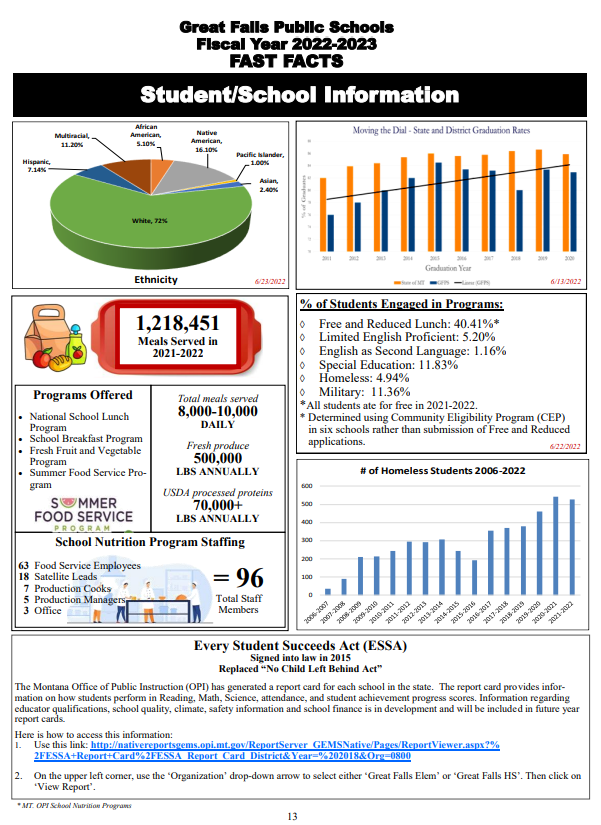 Great Falls Public Schools
Fiscal Year 2022-2023
FAST FACTS
Student/School Information
African
American,
5.10%
Multiracial,
11.20%
Native
American,
16.10%
Hispanic,
7.14%
Pacific Islander,
1.00%
Asian,
2.40%
White, 72%
Ethnicity
6/23/2022
Moving the Dial - State and District Graduation Rates
% of Graduates
2011 2012 2013 2014 2015 2016 2017 2018 2019 2020
Graduation Year
State of MT GFPS Linear (GFPS)
6/13/2022
1,218,451
Meals Served in
2021-2022
Programs Offered
• National School Lunch
Program
• School Breakfast Program
• Fresh Fruit and Vegetable
Program
• Summer Food Service Pro-
gram
SUMMER
FOOD SERVICE
PROGRAM
Total meals served
8,000-10,000
DAILY
Fresh produce
500,000
LBS ANNUALLY
USDA processed proteins
70,000+
LBS ANNUALLY
School Nutrition Program Staffing
63 Food Service Employees
18 Satellite Leads
7 Production Cooks
5 Production Managers
3 Office
= 96
Total Staff
Members
% of Students Engaged in Programs:
◊ Free and Reduced Lunch: 40.41%*
◊ Limited English Proficient: 5.20%
◊ English as Second Language: 1.16%
◊ Special Education: 11.83%
◊ Homeless: 4.94%
◊ Military: 11.36%
*All students ate for free in 2021-2022.
* Determined using Community Eligibility Program (CEP)
in six schools rather than submission of Free and Reduced
applications.
6/22/2022
# of Homeless Students 2006-2022
600
500
400
300
200
100
0
2006-2007 2007-2008 2008-2009 2009-2010 2010-2011 2011-2012 2012-2013 2013-2014 2014-2015 2015-2016 2016-2017 2017-2018 2018-2019 2019-2020 2020-2021 2021-2022
Every Student Succeeds Act (ESSA)
Signed into law in 2015
Replaced “No Child Left Behind Act”
The Montana Office of Public Instruction (OPI) has generated a report card for each school in the state. The report card provides infor-
mation on how students perform in Reading, Math, Science, attendance, and student achievement progress scores. Information regarding
educator qualifications, school quality, climate, safety information and school finance is in development and will be included in future year
report cards.
Here is how to access this information:
1. Use this link: http://nativereportsgems.opi.mt.gov/ReportServer_GEMSNative/Pages/ReportViewer.aspx?%
2FESSA+Report+Card%2FESSA_Report_Card_District&Year=%202018&Org=0800
2. On the upper left corner, use the ‘Organization’ drop-down arrow to select either ‘Great Falls Elem’ or ‘Great Falls HS’. Then click on
‘View Report’.
* MT. OPI School Nutrition Programs
13